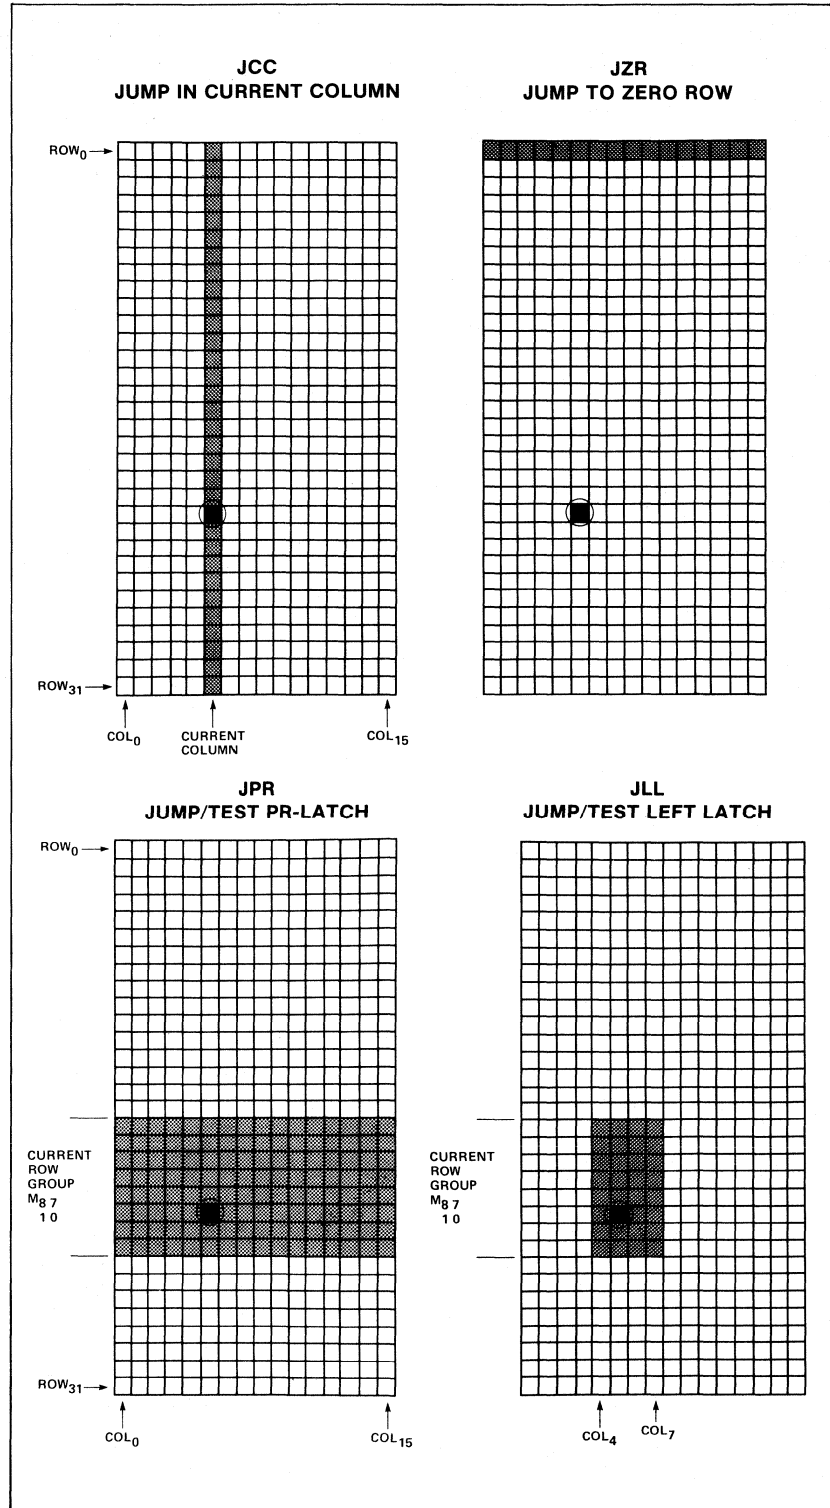 JCC
JUMP IN CURRENT COLUMN
JZR
JUMP TO ZERO ROW
ROW0
ROW31
COL0
CURRENT
COLUMN
COL15
JPR
JUMP/TEST PR-LATCH
JLL
JUMP/TEST LEFT LATCH
ROW0
CURRENT
ROW
GROUP
M8 7
1 0
ROW31
COL0
COL15
CURRENT
ROW
GROUP
M8 7
1 0
COL4
COL7